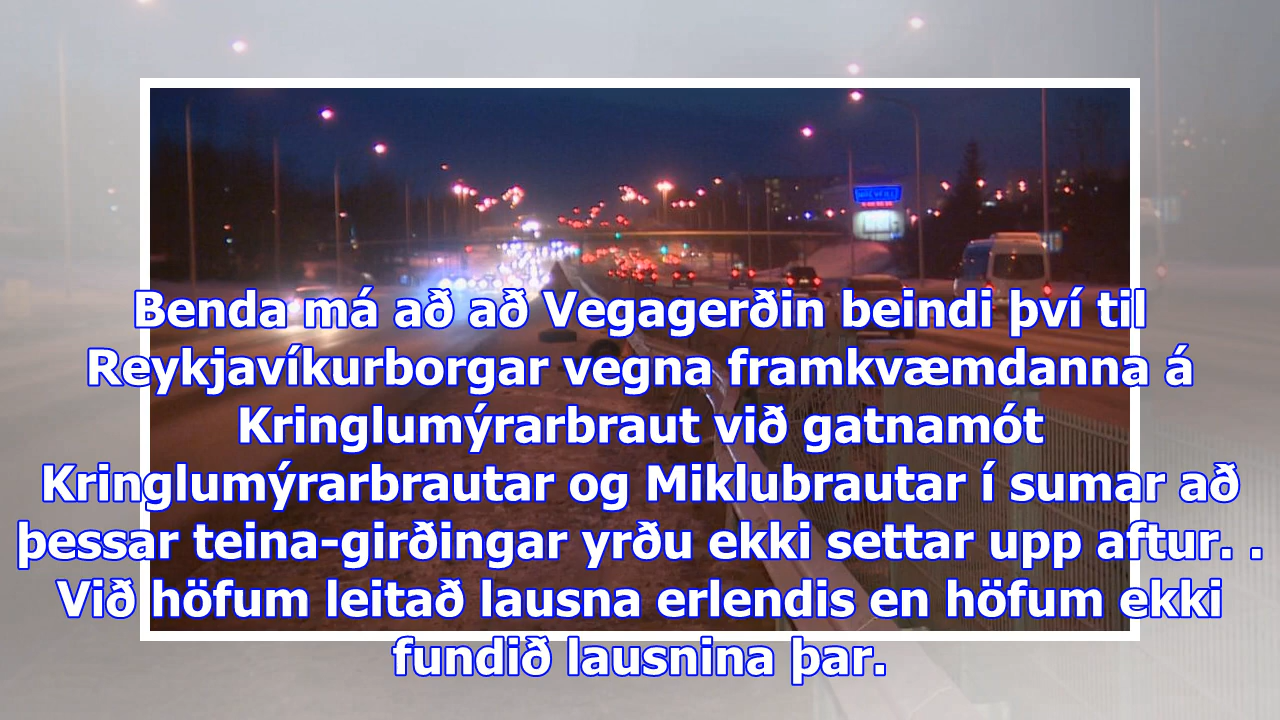 Benda má að að Vegagerðin beindi því til
Reykjavíkurborgar vegna framkvæmdanna á
Kringlumýrarbraut við gatnamót
Kringlumýrarbrautar og Miklubrautar í sumar að
þessar teina-girðingar yrðu ekki settar upp aftur. .
Við höfum leitað lausna erlendis en höfum ekki
fundið lausnina þar.